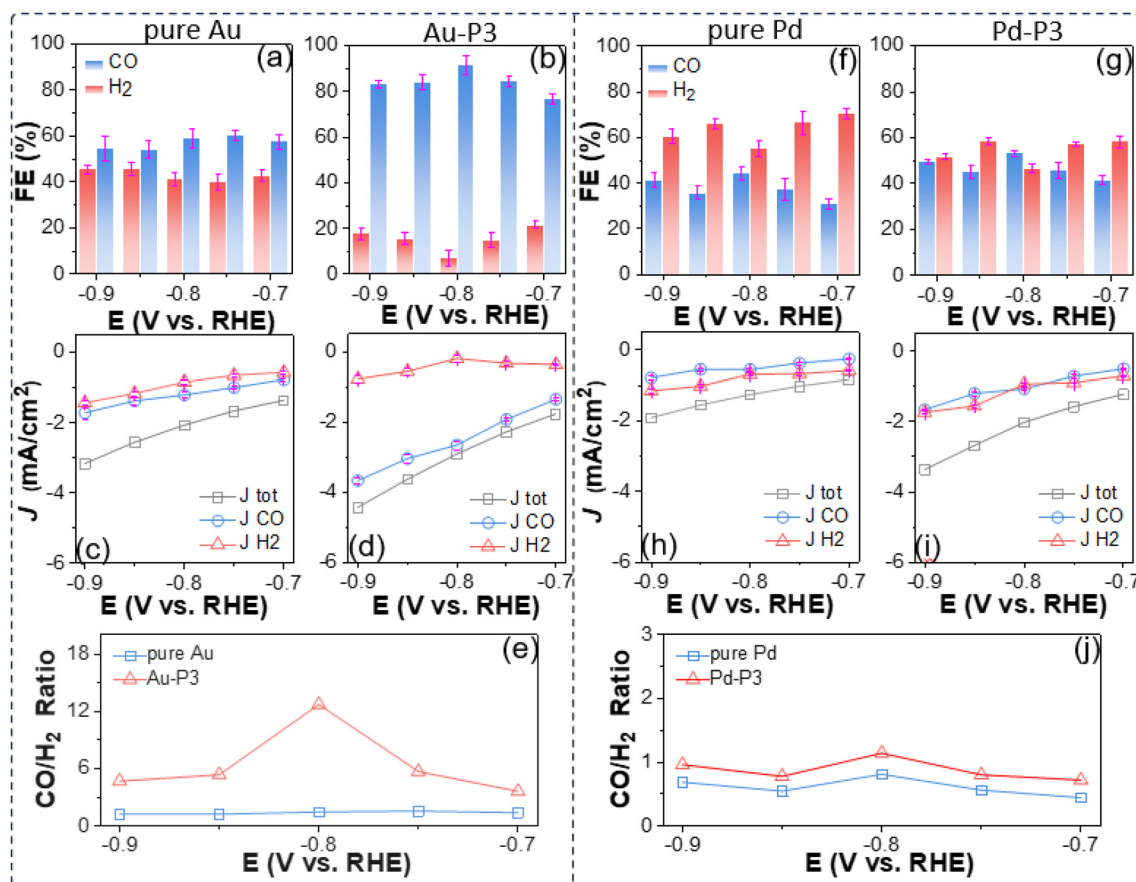 pure Au
Au-P3
pure Pd
Pd-P3
(a)
CO
H2
FE (%)
100
80
60
40
20
0
-0.9
-0.8
-0.7
E (V vs. RHE)
(b)
100
80
60
40
20
0
-0.9
-0.8
-0.7
E (V vs. RHE)
(f)
CO
H2
FE (%)
100
80
60
40
20
0
-0.9
-0.8
-0.7
E (V vs. RHE)
(g)
100
80
60
40
20
0
-0.9
-0.8
-0.7
E (V vs. RHE)
J (mA/cm2)
0
-2
-4
-6
J tot
J CO
J H2
(c)
-0.9
-0.8
-0.7
E (V vs. RHE)
0
-2
-4
-6
J tot
J CO
J H2
(d)
-0.9
-0.8
-0.7
E (V vs. RHE)
J (mA/cm2)
0
-2
-4
-6
J tot
J CO
J H2
(h)
-0.9
-0.8
-0.7
E (V vs. RHE)
0
-2
-4
-6
J tot
J CO
J H2
(i)
-0.9
-0.8
-0.7
E (V vs. RHE)
CO/H2 Ratio
18
12
6
0
pure Au
Au-P3
(e)
-0.9
-0.8
-0.7
E (V vs. RHE)
CO/H2 Ratio
3
2
1
0
pure Pd
Pd-P3
(j)
-0.9
-0.8
-0.7
E (V vs. RHE)